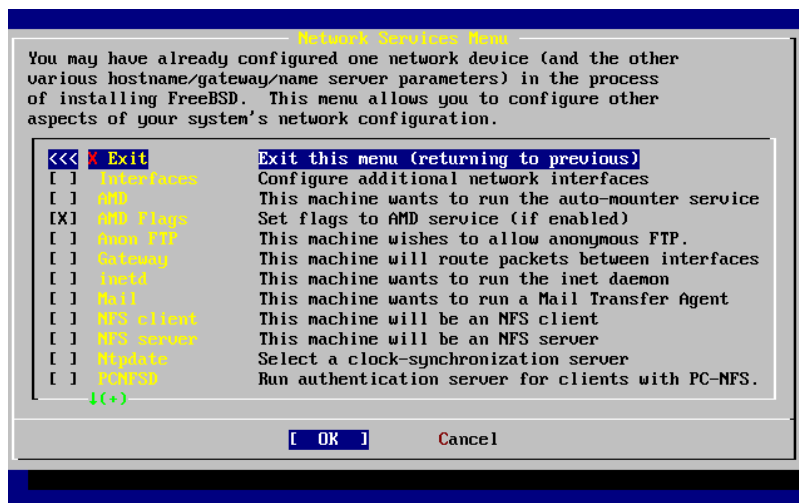 Network Services Menu
You may have already configured one network device (and the other
various hostname/gateway/name server parameters) in the process
of installing FreeBSD.  This menu allows you to configure other
aspects of your system's network configuration.
<<< X Exit Exit this menu (returning to previous)
[ ] Interfaces Configure additional network interfaces
[ ] AMD This machine wants to run the auto-mounter service
[X] AMD Flags Set flags to AMD service (if enabled)
[ ] Anon FTP This machine wishes to allow anonymous FTP.
[ ] Gateway This machine will route packets between interfaces
[ ] inetd This machine wants to run the inet daemon
[ ] Mail This machine wants to run a Mail Transfer Agent
[ ] NFS client This machine will be an NFS client
[ ] NFS server This machine will be an NFS server
[ ] Ntpdate Select a clock-synchronization server
[ ] PCNFSD Run authentication server for clients with PC-NFS.
↓(+)
[ OK ] Cancel